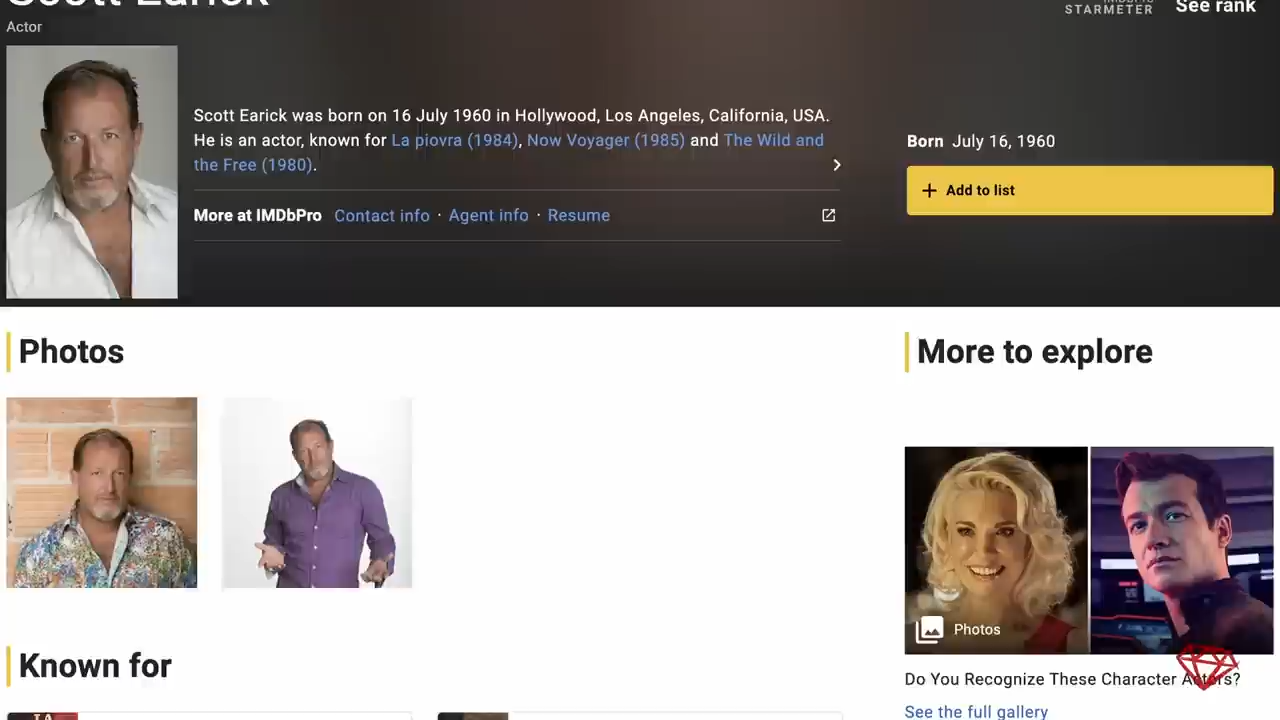 Scott Earick
Actor
STARMETER
See rank
Scott Earick was born on 16 July 1960 in Hollywood, Los Angeles, California, USA.
He is an actor, known for La piovra (1984), Now Voyager (1985) and The Wild and
the Free (1980).
Born July 16, 1960
+ Add to list
More at IMDbPro Contact info · Agent info · Resume
Photos
More to explore
Photos
Known for
Do You Recognize These Character Actors?
See the full gallery